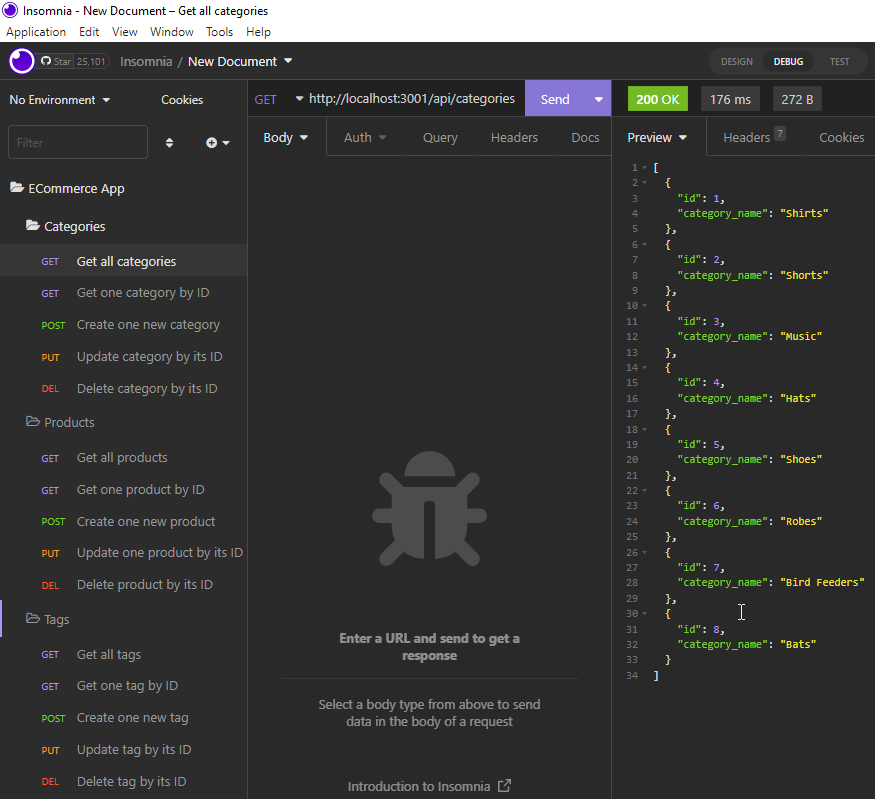 Insomnia - New Document – Get all categories
Application Edit View Window Tools Help
Star 25,101 Insomnia / New Document DESIGN DEBUG TEST
No Environment Cookies
Filter
ECommerce App
Categories
GET Get all categories
GET Get one category by ID
POST Create one new category
PUT Update category by its ID
DEL Delete category by its ID
Products
GET Get all products
GET Get one product by ID
POST Create one new product
PUT Update one product by its ID
DEL Delete product by its ID
Tags
GET Get all tags
GET Get one tag by ID
POST Create one new tag
PUT Update tag by its ID
DEL Delete tag by its ID
GET http://localhost:3001/api/categories Send
Body Auth Query Headers Docs
Enter a URL and send to get a
response
Select a body type from above to send
data in the body of a request
Introduction to Insomnia
200 OK 176 ms 272 B
Preview Headers 7 Cookies
1 [
2 {
3 "id": 1,
4 "category_name": "Shirts"
5 },
6 {
7 "id": 2,
8 "category_name": "Shorts"
9 },
10 {
11 "id": 3,
12 "category_name": "Music"
13 },
14 {
15 "id": 4,
16 "category_name": "Hats"
17 },
18 {
19 "id": 5,
20 "category_name": "Shoes"
21 },
22 {
23 "id": 6,
24 "category_name": "Robes"
25 },
26 {
27 "id": 7,
28 "category_name": "Bird Feeders"
29 },
30 {
31 "id": 8,
32 "category_name": "Bats"
33 }
34 ]